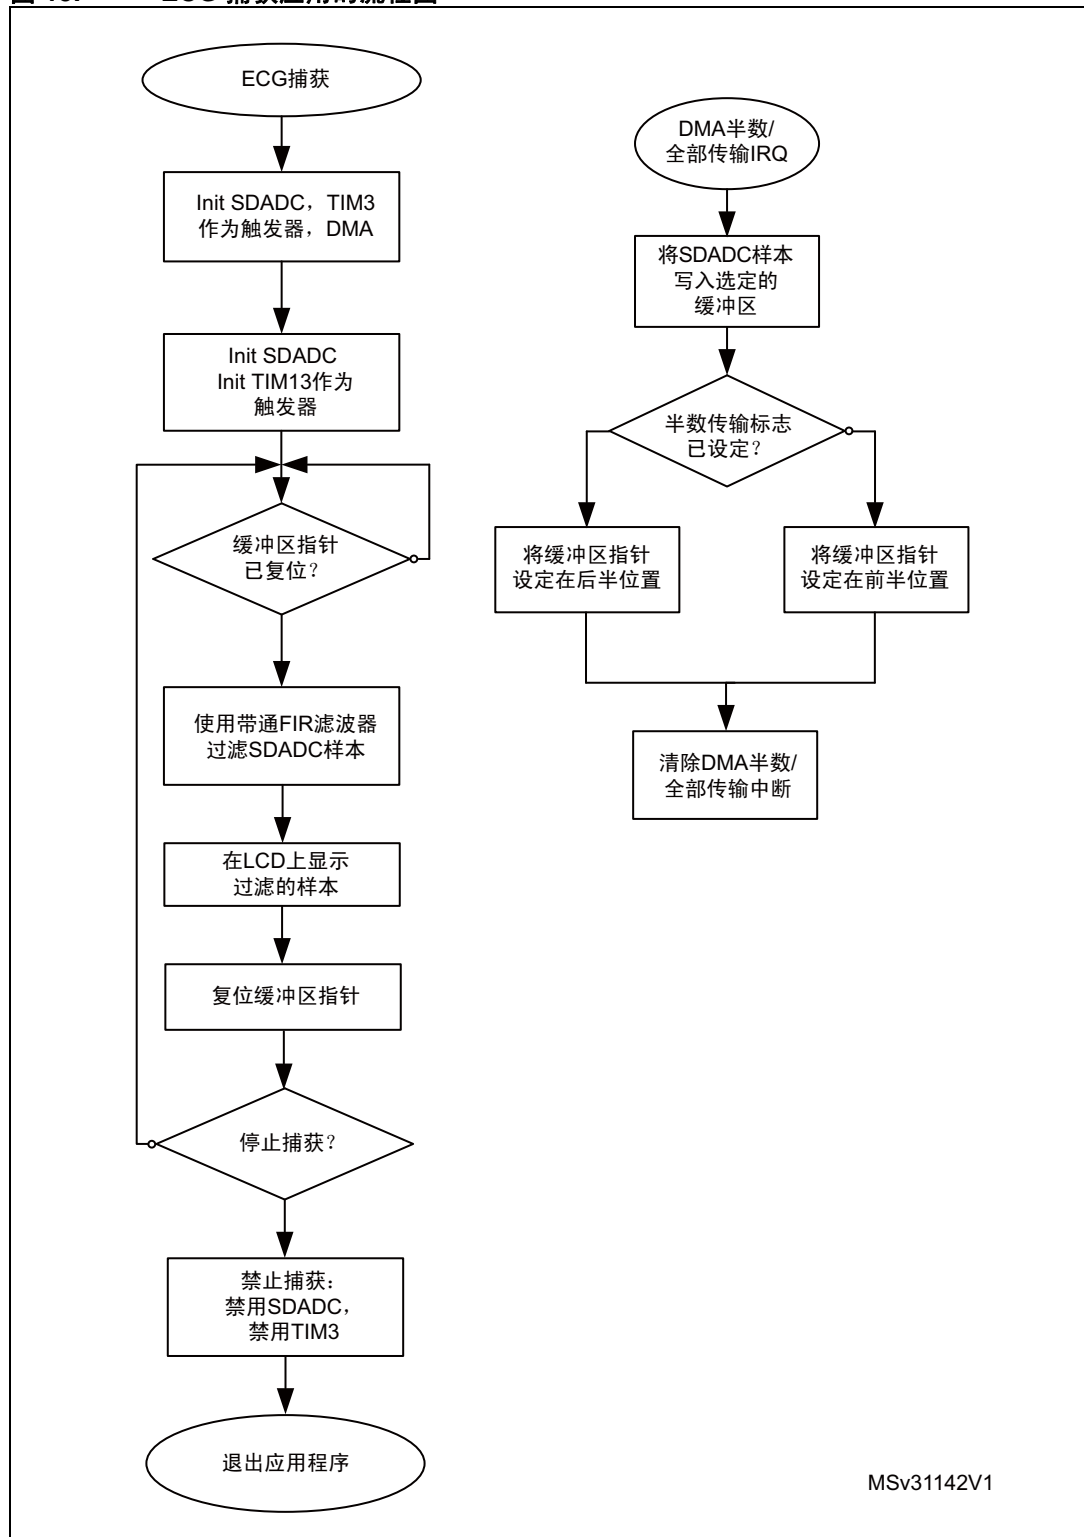 ECG捕获
Init SDADC，TIM3
作为触发器，DMA
Init SDADC
Init TIM13作为
触发器
缓冲区指针
已复位？
使用带通FIR滤波器
过滤SDADC样本
在LCD上显示
过滤的样本
复位缓冲区指针
停止捕获？
禁止捕获：
禁用SDADC，
禁用TIM3
退出应用程序
DMA半数/
全部传输IRQ
将SDADC样本
写入选定的
缓冲区
半数传输标志
已设定？
将缓冲区指针
设定在后半位置
将缓冲区指针
设定在前半位置
清除DMA半数/
全部传输中断
MSv31142V1